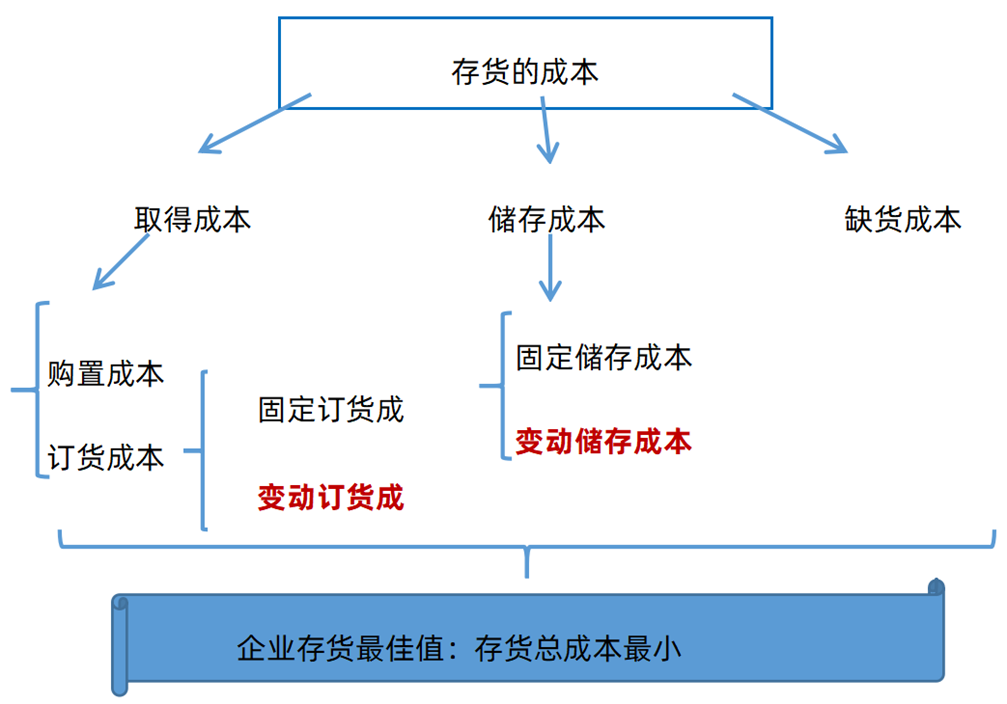 存货的成本
取得成本
储存成本
缺货成本
购置成本
订货成本
固定订货成
变动订货成
固定储存成本
变动储存成本
企业存货最佳值：存货总成本最小